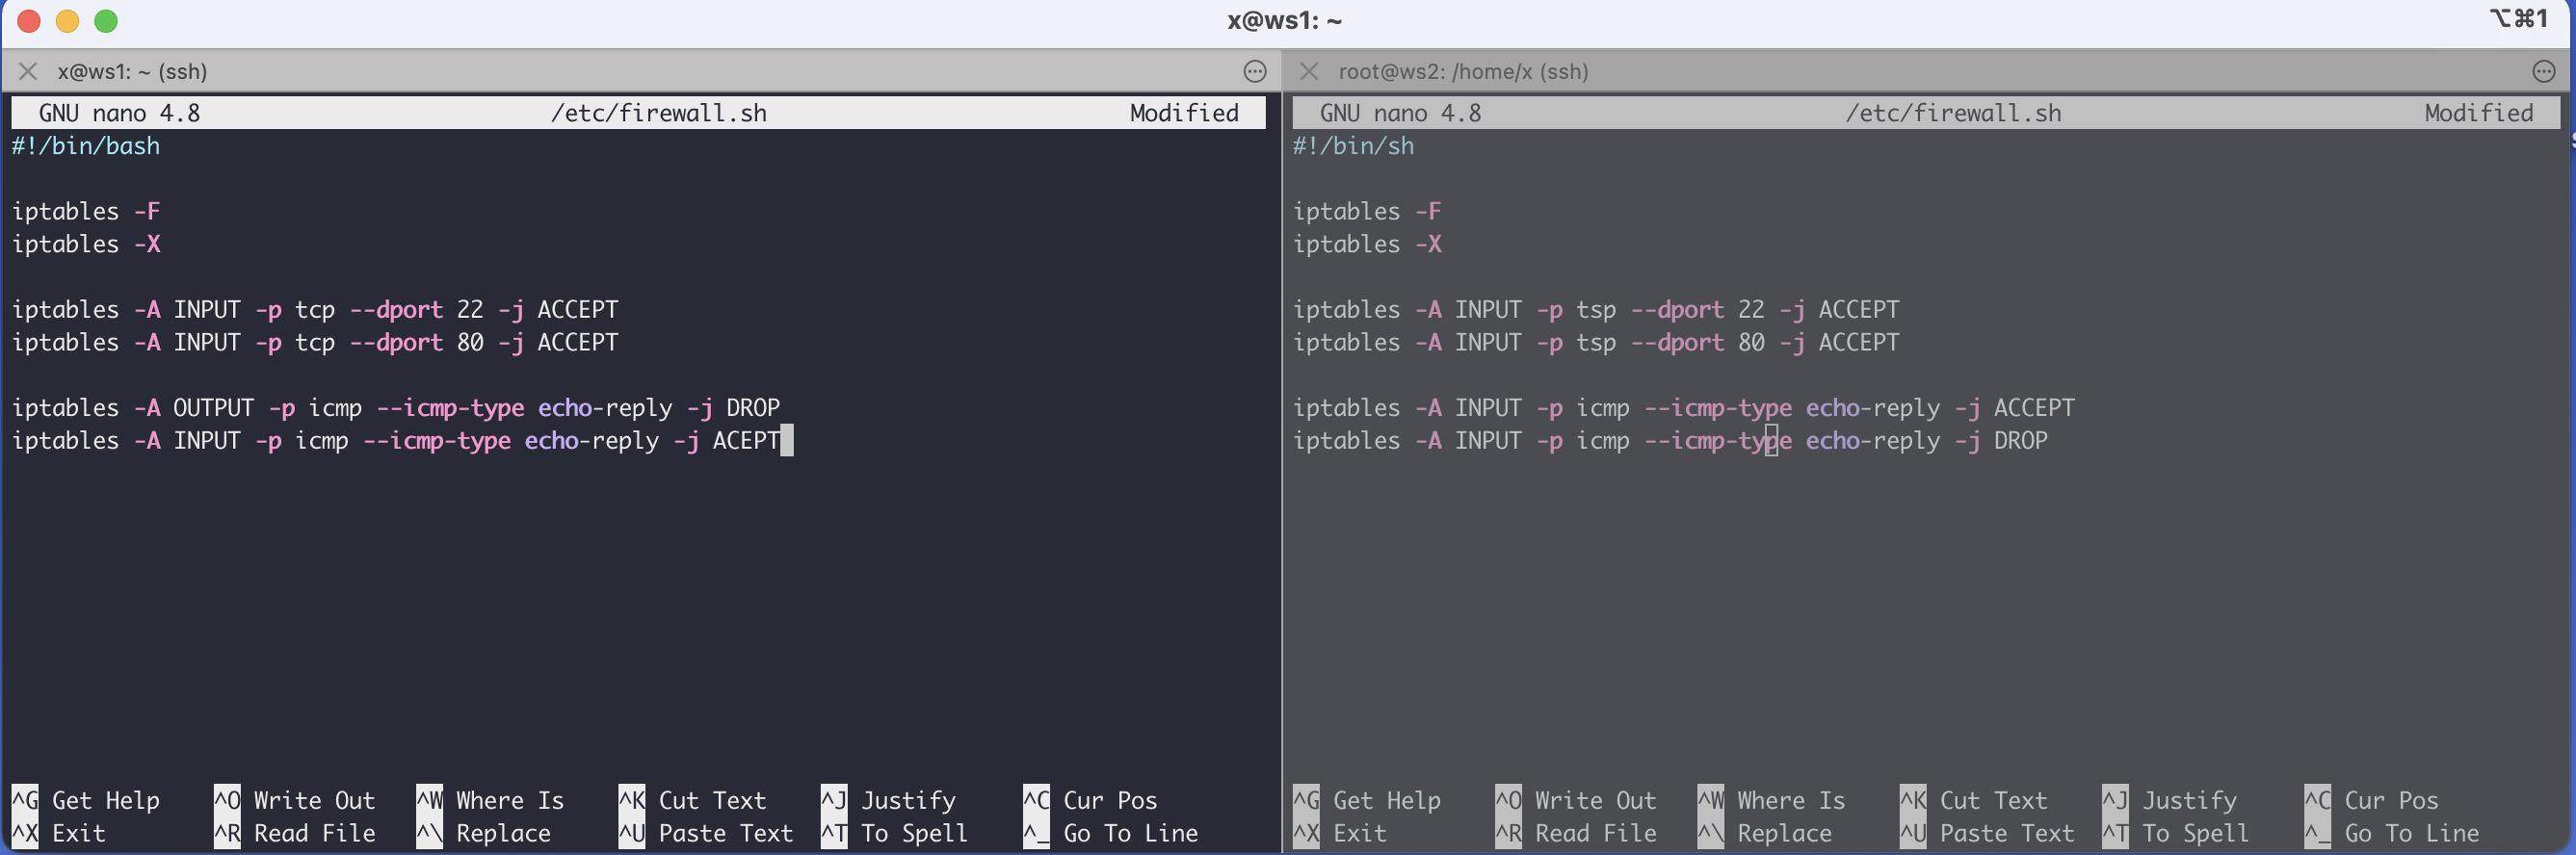 x@ws1: ~
⌥⌘1
x@ws1: ~ (ssh)
GNU nano 4.8 /etc/firewall.sh Modified
#!/bin/bash
iptables -F
iptables -X
iptables -A INPUT -p tcp --dport 22 -j ACCEPT
iptables -A INPUT -p tcp --dport 80 -j ACCEPT
iptables -A OUTPUT -p icmp --icmp-type echo-reply -j DROP
iptables -A INPUT -p icmp --icmp-type echo-reply -j ACEPT
^G Get Help ^O Write Out ^W Where Is ^K Cut Text ^J Justify ^C Cur Pos
^X Exit ^R Read File ^\ Replace ^U Paste Text ^T To Spell ^_ Go To Line
root@ws2: /home/x (ssh)
GNU nano 4.8 /etc/firewall.sh Modified
#!/bin/sh
iptables -F
iptables -X
iptables -A INPUT -p tsp --dport 22 -j ACCEPT
iptables -A INPUT -p tsp --dport 80 -j ACCEPT
iptables -A INPUT -p icmp --icmp-type echo-reply -j ACCEPT
iptables -A INPUT -p icmp --icmp-type echo-reply -j DROP
^G Get Help ^O Write Out ^W Where Is ^K Cut Text ^J Justify ^C Cur Pos
^X Exit ^R Read File ^\ Replace ^U Paste Text ^T To Spell ^_ Go To Line